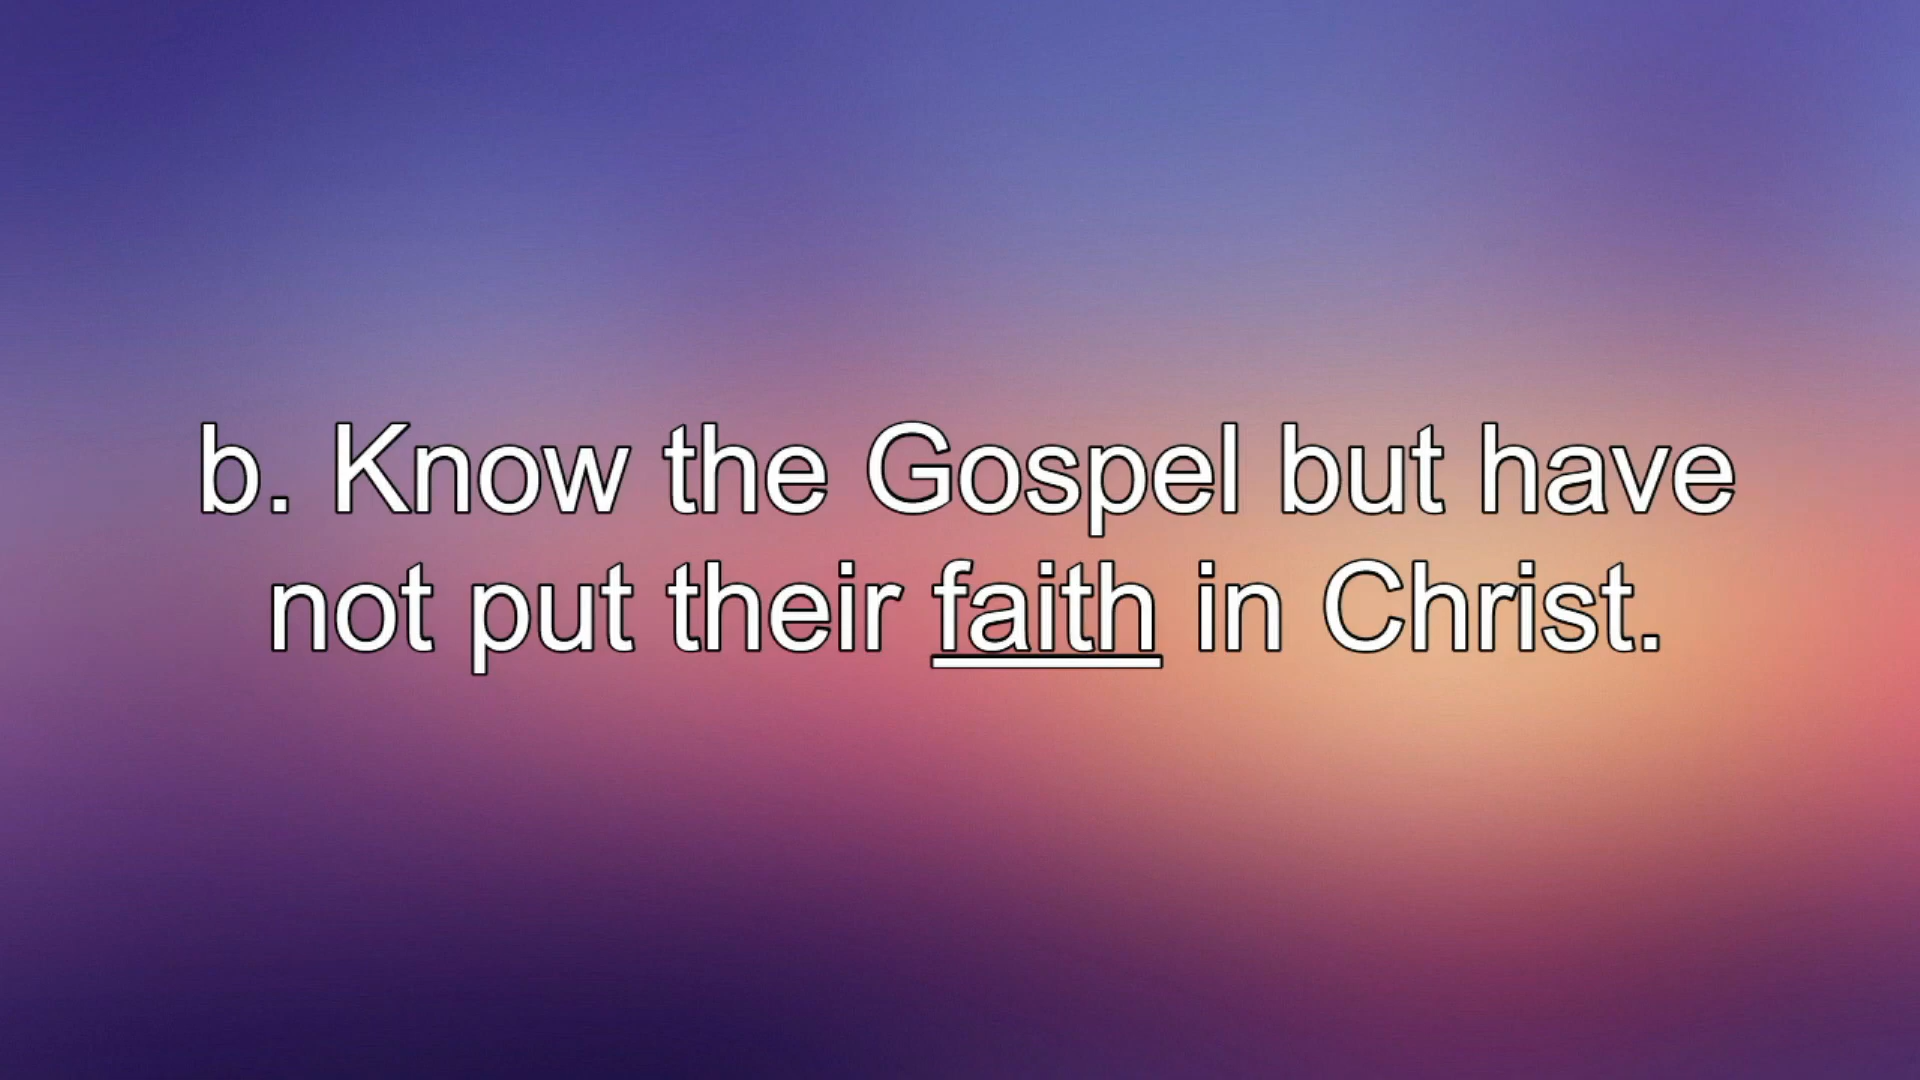 b. Know the Gospel but have
not put their faith in Christ.